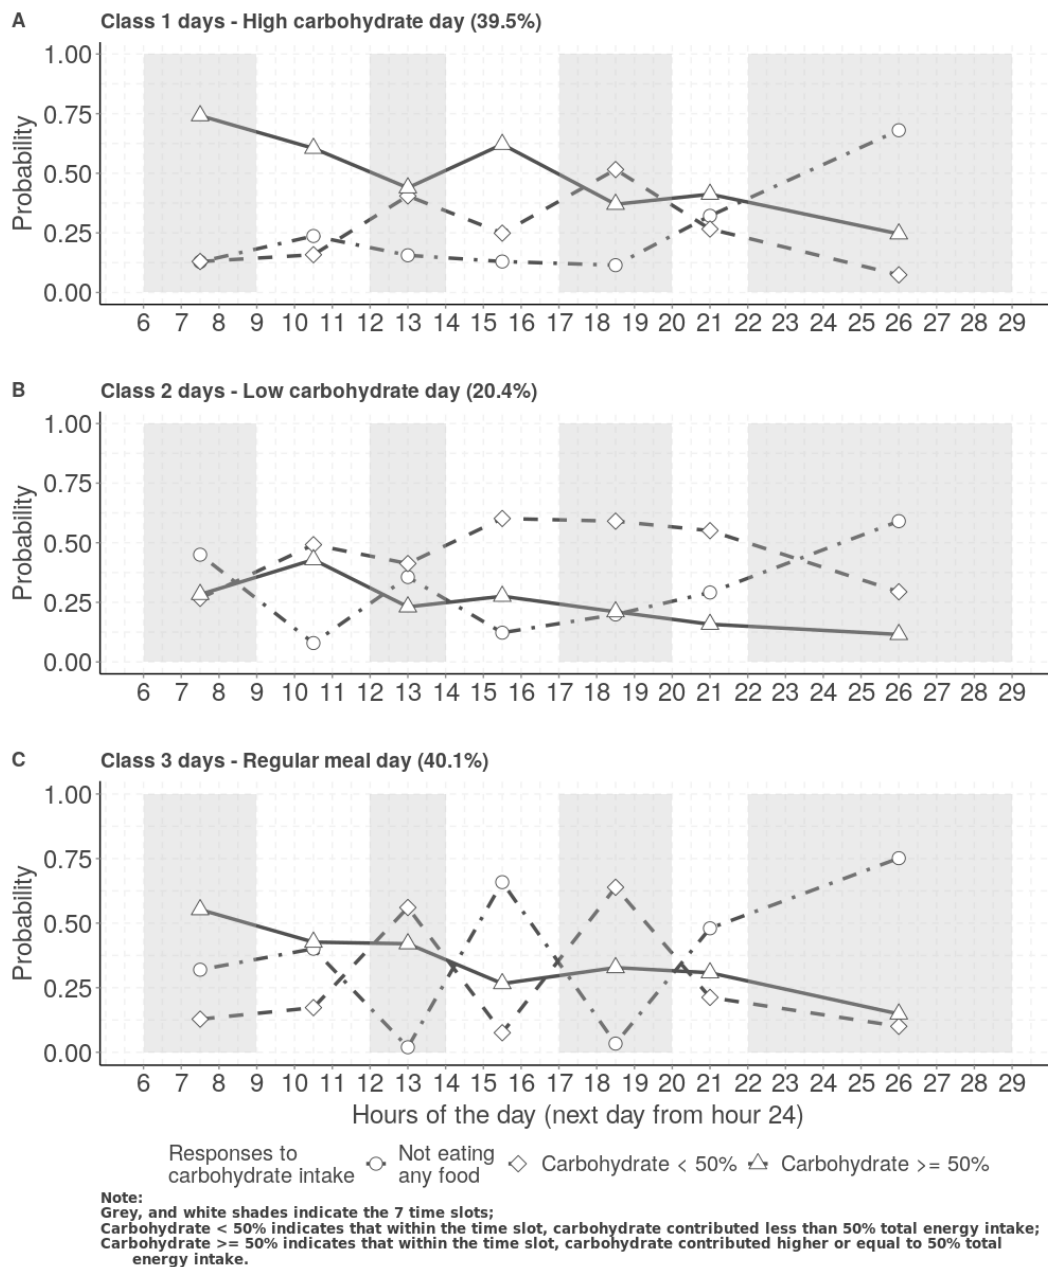 A Class 1 days - High carbohydrate day (39.5%)
1.00
0.75
0.50
0.25
0.00
Probability
6 7 8 9 10 11 12 13 14 15 16 17 18 19 20 21 22 23 24 25 26 27 28 29
B Class 2 days - Low carbohydrate day (20.4%)
1.00
0.75
0.50
0.25
0.00
Probability
6 7 8 9 10 11 12 13 14 15 16 17 18 19 20 21 22 23 24 25 26 27 28 29
C Class 3 days - Regular meal day (40.1%)
1.00
0.75
0.50
0.25
0.00
Probability
6 7 8 9 10 11 12 13 14 15 16 17 18 19 20 21 22 23 24 25 26 27 28 29
Hours of the day (next day from hour 24)
Responses to
carbohydrate intake
Not eating
any food
Carbohydrate < 50%
Carbohydrate >= 50%
Note:
Grey, and white shades indicate the 7 time slots;
Carbohydrate < 50% indicates that within the time slot, carbohydrate contributed less than 50% total energy intake;
Carbohydrate >= 50% indicates that within the time slot, carbohydrate contributed higher or equal to 50% total
energy intake.